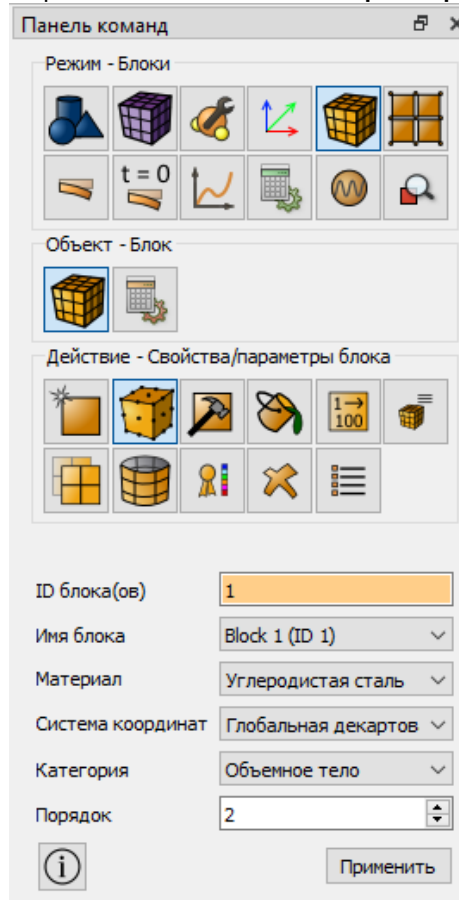 Панель команд
Режим - Блоки
t = 0
Объект - Блок
Действие - Свойства/параметры блока
1→
100
ID блока(ов) 1
Имя блока Block 1 (ID 1)
Материал Углеродистая сталь
Система координат Глобальная декартов
Категория Объемное тело
Порядок 2
Применить